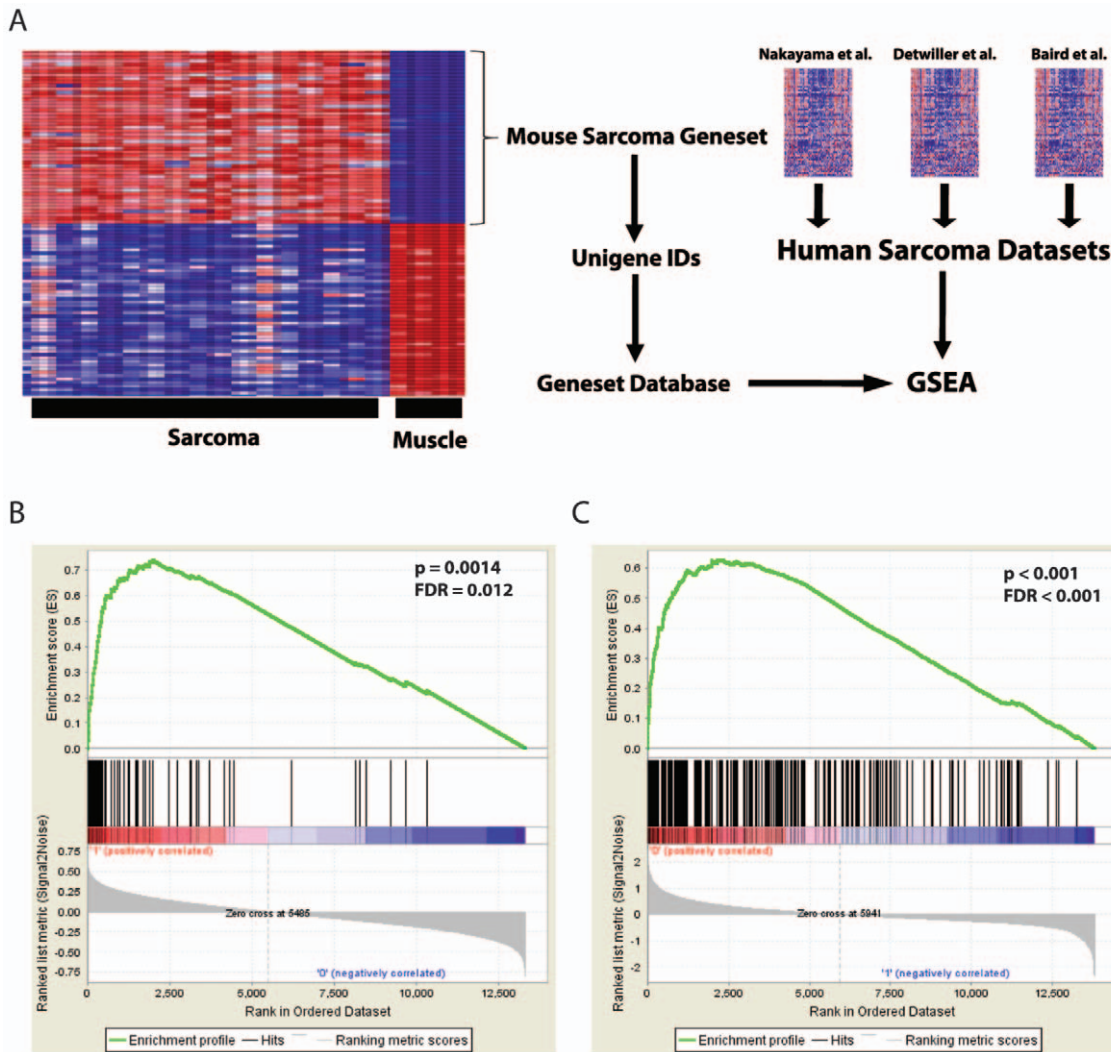 A
Nakayama et al.
Detwiller et al.
Baird et al.
Mouse Sarcoma Geneset
Unigene IDs
Human Sarcoma Datasets
Geneset Database
GSEA
Sarcoma
Muscle
B
Enrichment score (ES)
0.7
0.6
0.5
0.4
0.3
0.2
0.1
0.0
p = 0.0014
FDR = 0.012
Ranked list metric (Signal2Noise)
0.75
0.50
0.25
0.00
-0.25
-0.50
-0.75
'1' (positively correlated)
Zero cross at 5485
'0' (negatively correlated)
0
2,500
5,000
7,500
10,000
12,500
Rank in Ordered Dataset
Enrichment profile
Hits
Ranking metric scores
C
Enrichment score (ES)
0.6
0.5
0.4
0.3
0.2
0.1
0.0
p < 0.001
FDR < 0.001
Ranked list metric (Signal2Noise)
2
1
0
-1
-2
'0' (positively correlated)
Zero cross at 5941
'1' (negatively correlated)
0
2,500
5,000
7,500
10,000
12,500
Rank in Ordered Dataset
Enrichment profile
Hits
Ranking metric scores